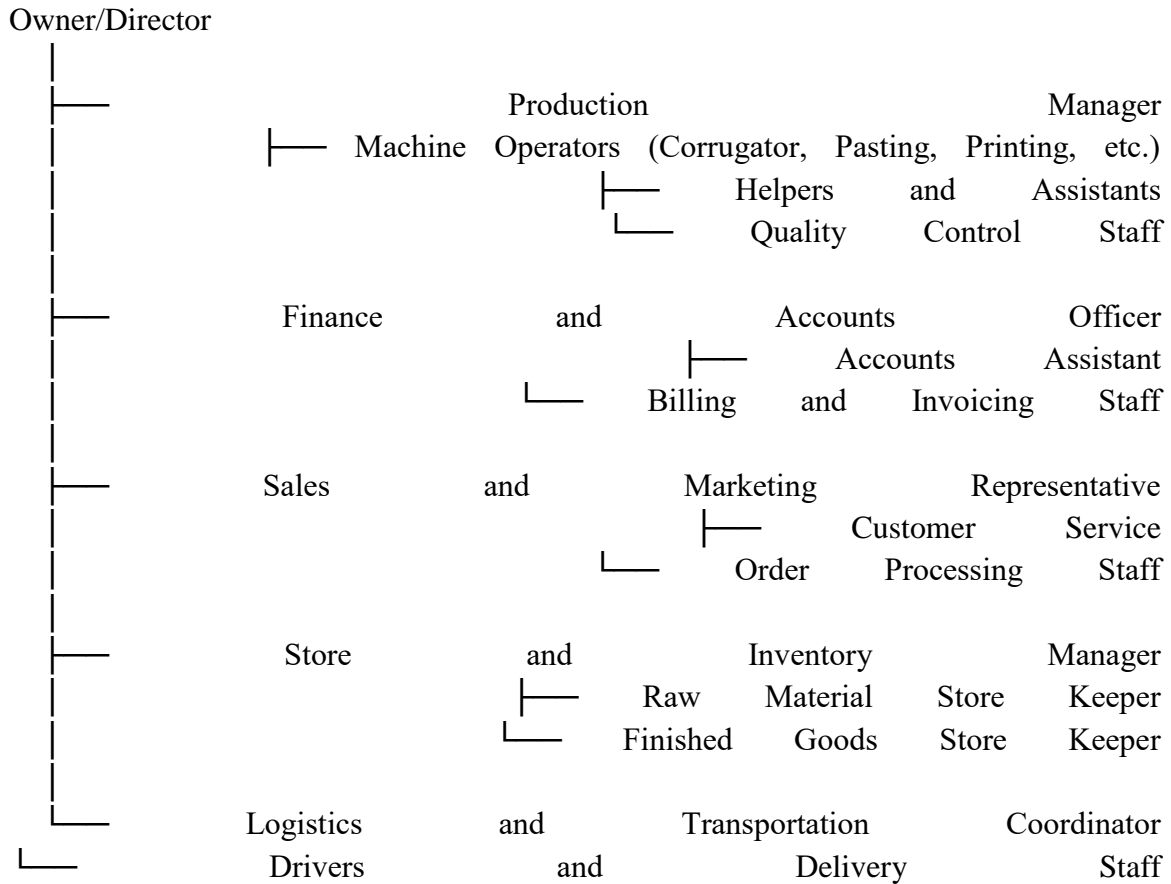 Owner/Director
Production Manager
Machine Operators (Corrugator, Pasting, Printing, etc.)
Helpers and Assistants
Quality Control Staff
Finance and Accounts Officer
Accounts Assistant
Billing and Invoicing Staff
Sales and Marketing Representative
Customer Service
Order Processing Staff
Store and Inventory Manager
Raw Material Store Keeper
Finished Goods Store Keeper
Logistics and Transportation Coordinator
Drivers and Delivery Staff